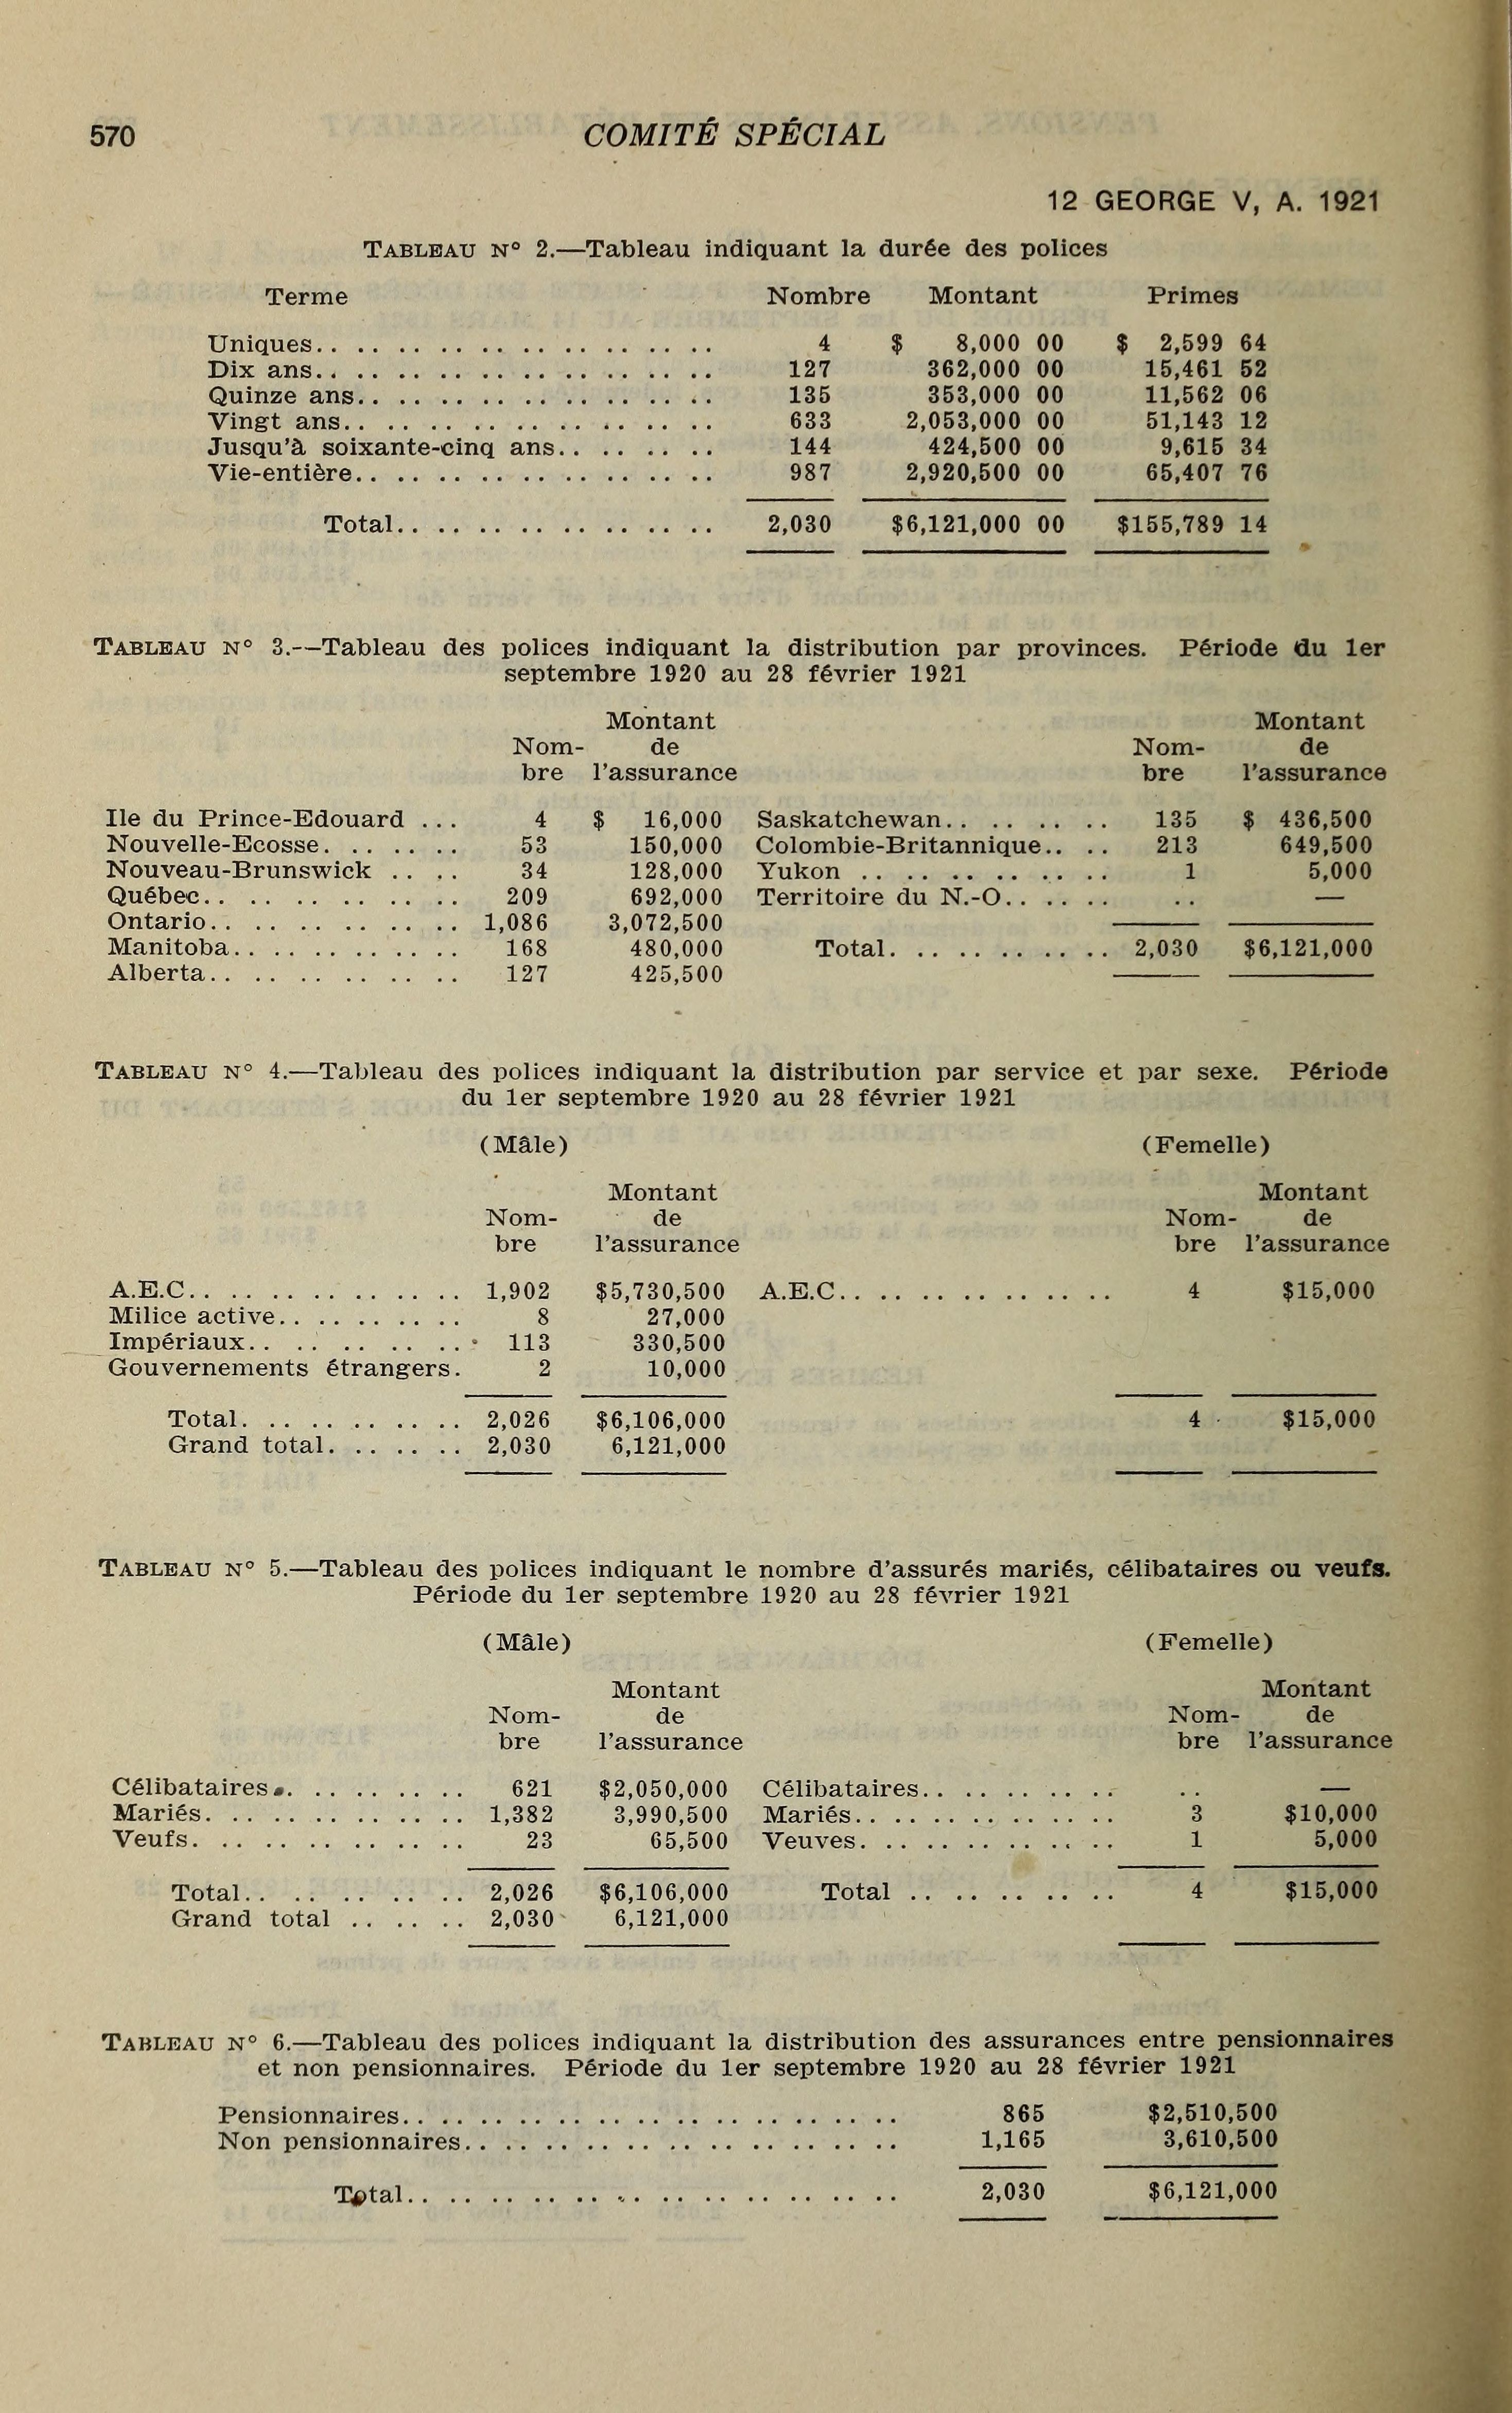 570 COMITÉ SPÉCIAL
12 GEORGE V, A. 1921
TABLEAU N° 2.—Tableau indiquant la durée des polices
Terme Nombre Montant Primes
Uniques.. .. .. .. .. .. .. .. .. .. 4 $ 8,000 00 $ 2,599 64
Dix ans.. .. .. .. .. .. .. .. .. .. 127 362,000 00 15,461 52
Quinze ans.. .. .. .. .. .. .. .. .. 135 353,000 00 11,562 06
Vingt ans.. .. .. .. .. .. .. .. .. 633 2,053,000 00 51,143 12
Jusqu'à soixante-cinq ans.. .. .. .. 144 424,500 00 9,615 34
Vie-entière.. .. .. .. .. .. .. .. .. 987 2,920,500 00 65,407 76
Total.. .. .. .. .. .. .. .. 2,030 $6,121,000 00 $155,789 14
TABLEAU N° 3.--Tableau des polices indiquant la distribution par provinces. Période du 1er
septembre 1920 au 28 février 1921
Montant Montant
Nom- de Nom- de
bre l'assurance bre l'assurance
Ile du Prince-Edouard ... 4 $ 16,000 Saskatchewan.. .. .. .. .. 135 $ 436,500
Nouvelle-Ecosse. .. .. .. 53 150,000 Colombie-Britannique.. .. 213 649,500
Nouveau-Brunswick .. .. 34 128,000 Yukon .. .. .. .. .. .. 1 5,000
Québec.. .. .. .. .. .. .. 209 692,000 Territoire du N.-O.. .. .. .. —
Ontario.. .. .. .. .. .. .. 1,086 3,072,500
Manitoba.. .. .. .. .. .. 168 480,000 Total. .. .. .. .. .. 2,030 $6,121,000
Alberta.. .. .. .. .. .. .. 127 425,500
TABLEAU N° 4.—Tableau des polices indiquant la distribution par service et par sexe. Période
du 1er septembre 1920 au 28 février 1921
(Mâle) (Femelle)
Montant Montant
Nom- de Nom- de
bre l'assurance bre l'assurance
A.E.C.. .. .. .. .. .. .. 1,902 $5,730,500 A.E.C.. .. .. .. .. .. .. 4 $15,000
Milice active.. .. .. .. .. 8 27,000
Impériaux.. .. .. .. .. .. 113 330,500
Gouvernements étrangers. 2 10,000
Total. .. .. .. .. .. 2,026 $6,106,000 4 $15,000
Grand total. .. .. .. 2,030 6,121,000
TABLEAU N° 5.—Tableau des polices indiquant le nombre d'assurés mariés, célibataires ou veufs.
Période du 1er septembre 1920 au 28 février 1921
(Mâle) (Femelle)
Montant Montant
Nom- de Nom- de
bre l'assurance bre l'assurance
Célibataires.. .. .. .. .. 621 $2,050,000 Célibataires.. .. .. .. .. .. —
Mariés. .. .. .. .. .. .. 1,382 3,990,500 Mariés.. .. .. .. .. .. .. 3 $10,000
Veufs. .. .. .. .. .. .. 23 65,500 Veuves. .. .. .. .. .. .. 1 5,000
Total.. .. .. .. .. .. 2,026 $6,106,000 Total .. .. .. .. .. 4 $15,000
Grand total .. .. .. 2,030 6,121,000
TABLEAU N° 6.—Tableau des polices indiquant la distribution des assurances entre pensionnaires
et non pensionnaires. Période du 1er septembre 1920 au 28 février 1921
Pensionnaires.. .. .. .. .. .. .. .. .. .. .. .. .. 865 $2,510,500
Non pensionnaires.. .. .. .. .. .. .. .. .. .. .. 1,165 3,610,500
Total.. .. .. .. .. .. .. .. .. .. .. .. 2,030 $6,121,000